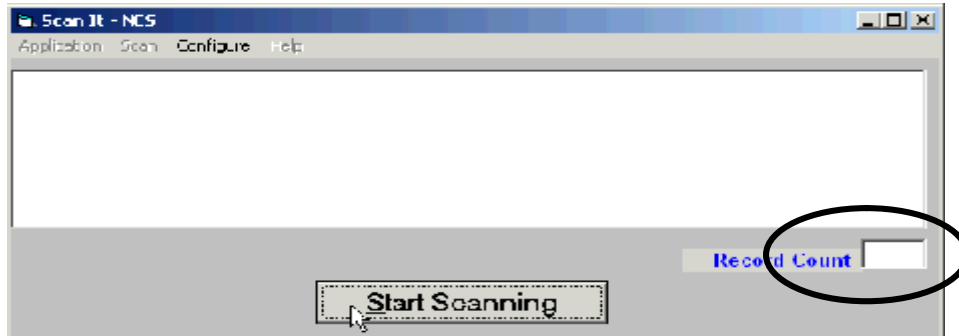 Scan It - NCS
Application Scan Configure Help
Record Count
Start Scanning